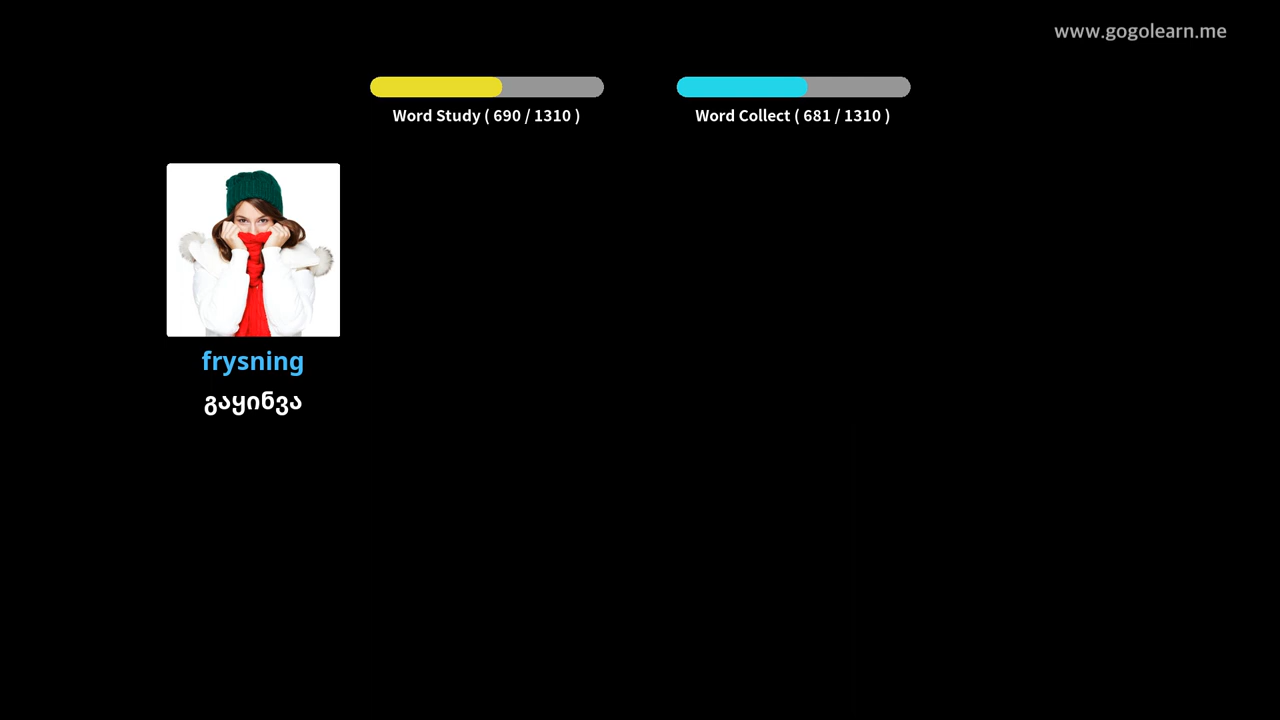 www.gogolearn.me
Word Study ( 690 / 1310 )
Word Collect ( 681 / 1310 )
frysning
გაყინვა